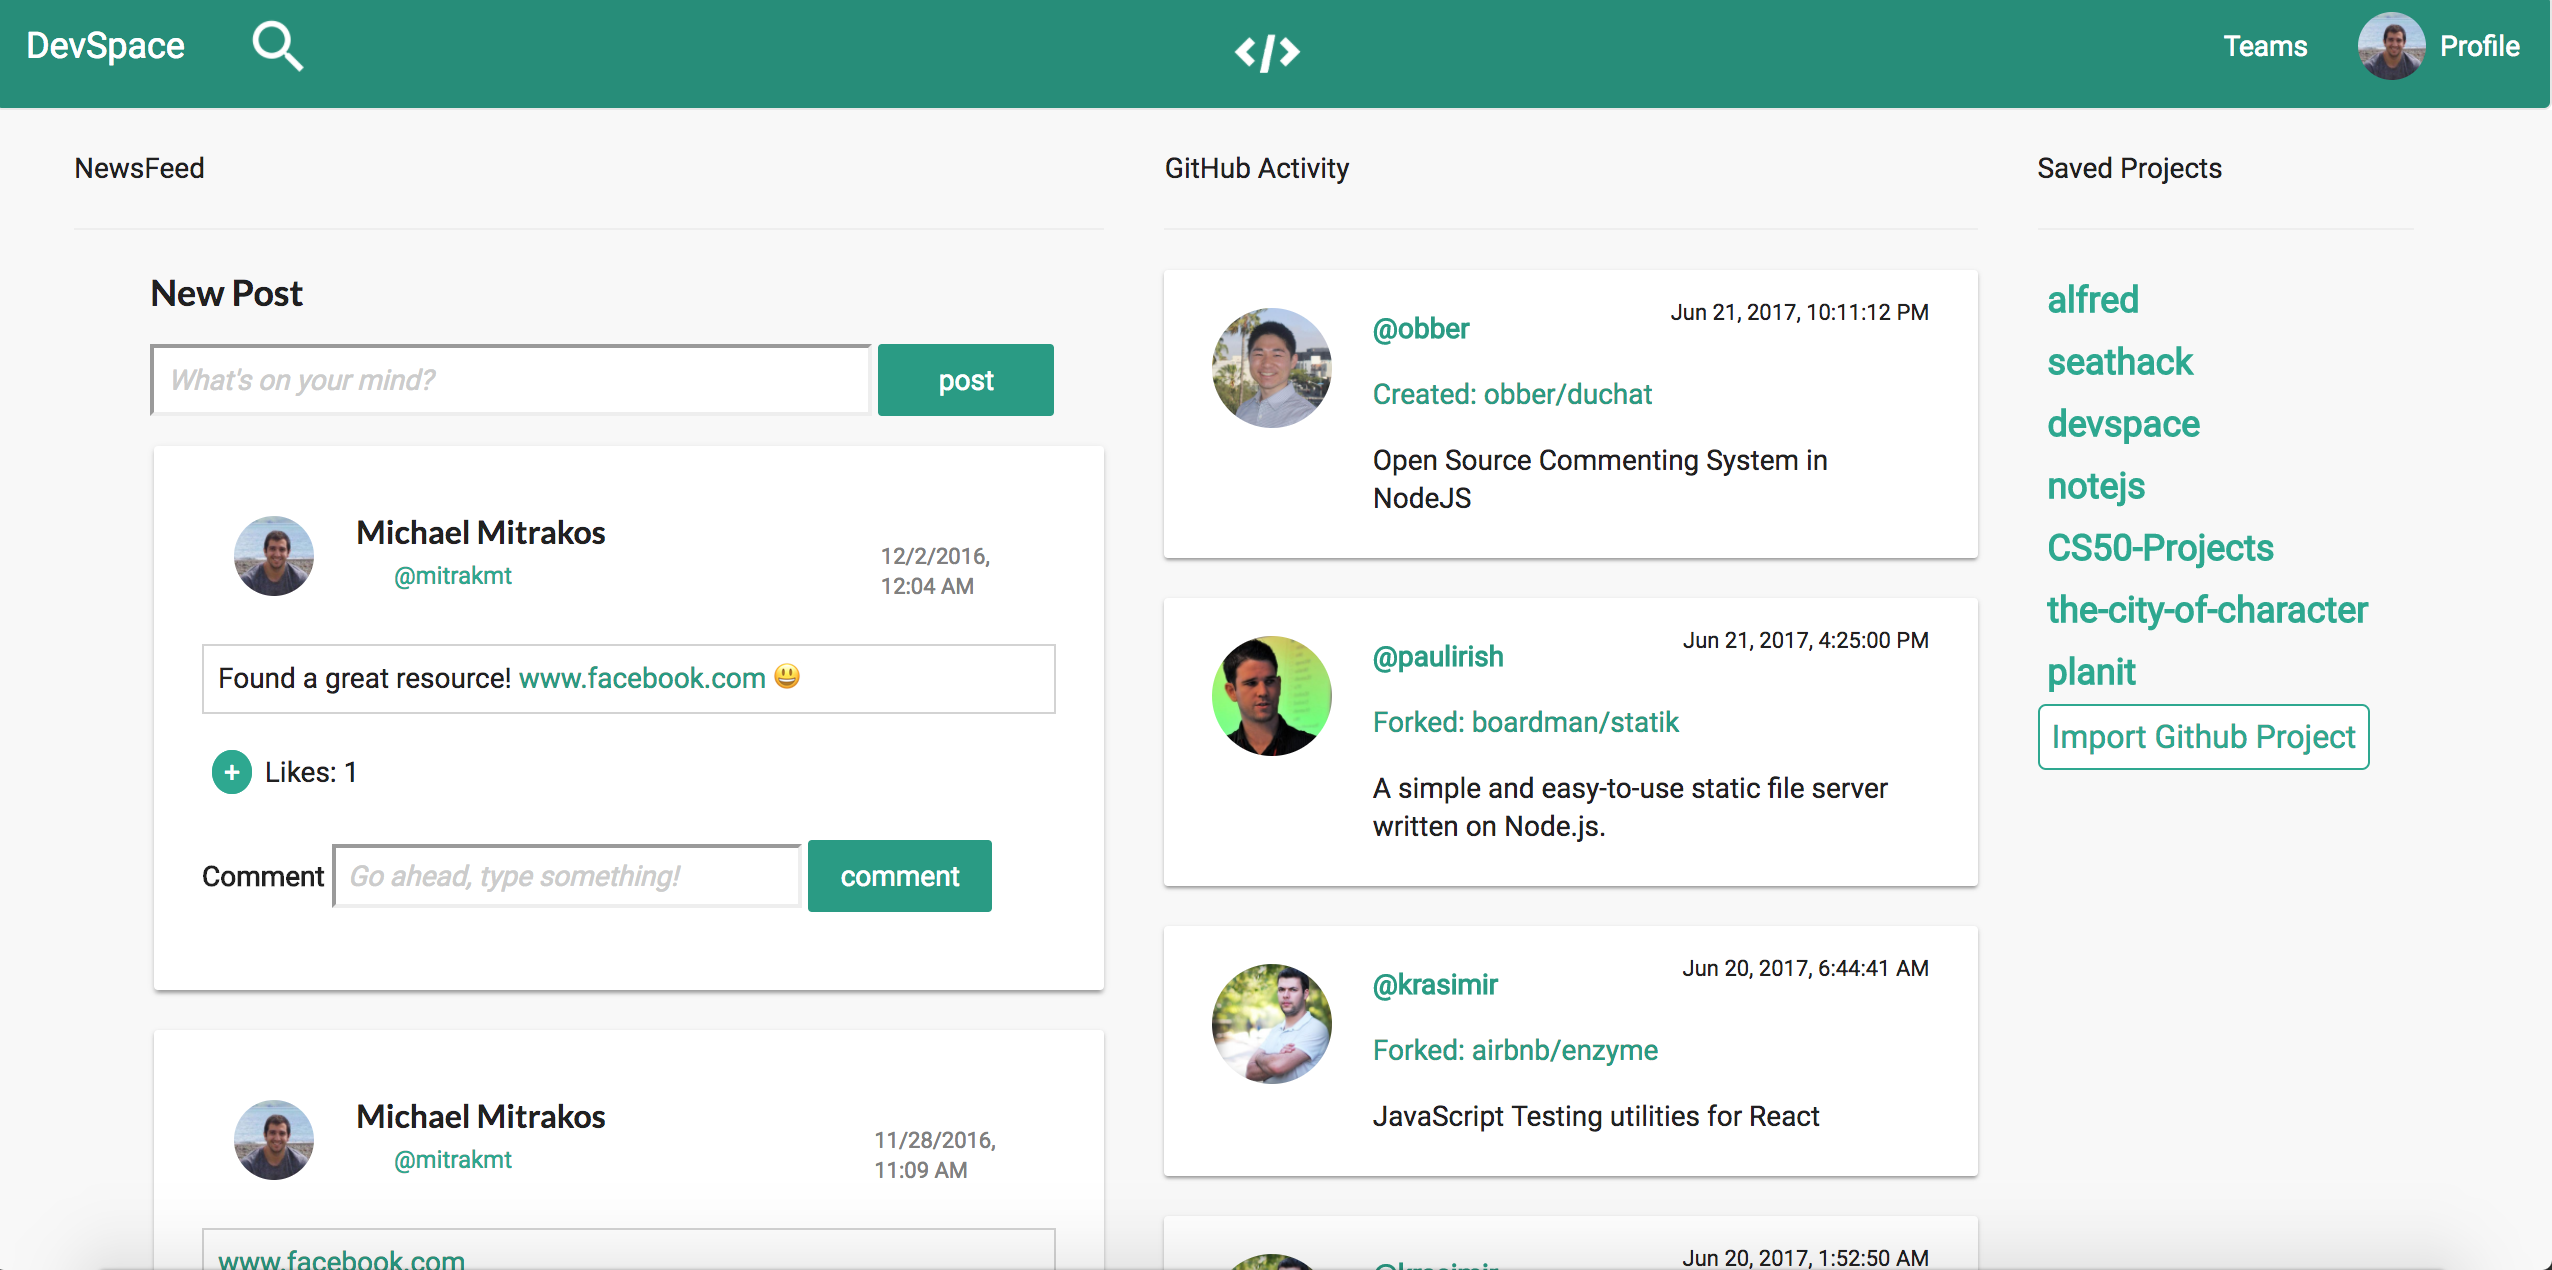 DevSpace
</>
Teams
Profile
NewsFeed
New Post
What's on your mind?
post
Michael Mitrakos
@mitrakmt
12/2/2016,
12:04 AM
Found a great resource! www.facebook.com 😃
+ Likes: 1
Comment Go ahead, type something! comment
Michael Mitrakos
@mitrakmt
11/28/2016,
11:09 AM
www.facebook.com
GitHub Activity
@obber
Jun 21, 2017, 10:11:12 PM
Created: obber/duchat
Open Source Commenting System in
NodeJS
@paulirish
Jun 21, 2017, 4:25:00 PM
Forked: boardman/statik
A simple and easy-to-use static file server
written on Node.js.
@krasimir
Jun 20, 2017, 6:44:41 AM
Forked: airbnb/enzyme
JavaScript Testing utilities for React
@krasimir
Jun 20, 2017, 1:52:50 AM
Saved Projects
alfred
seathack
devspace
notejs
CS50-Projects
the-city-of-character
planit
Import Github Project